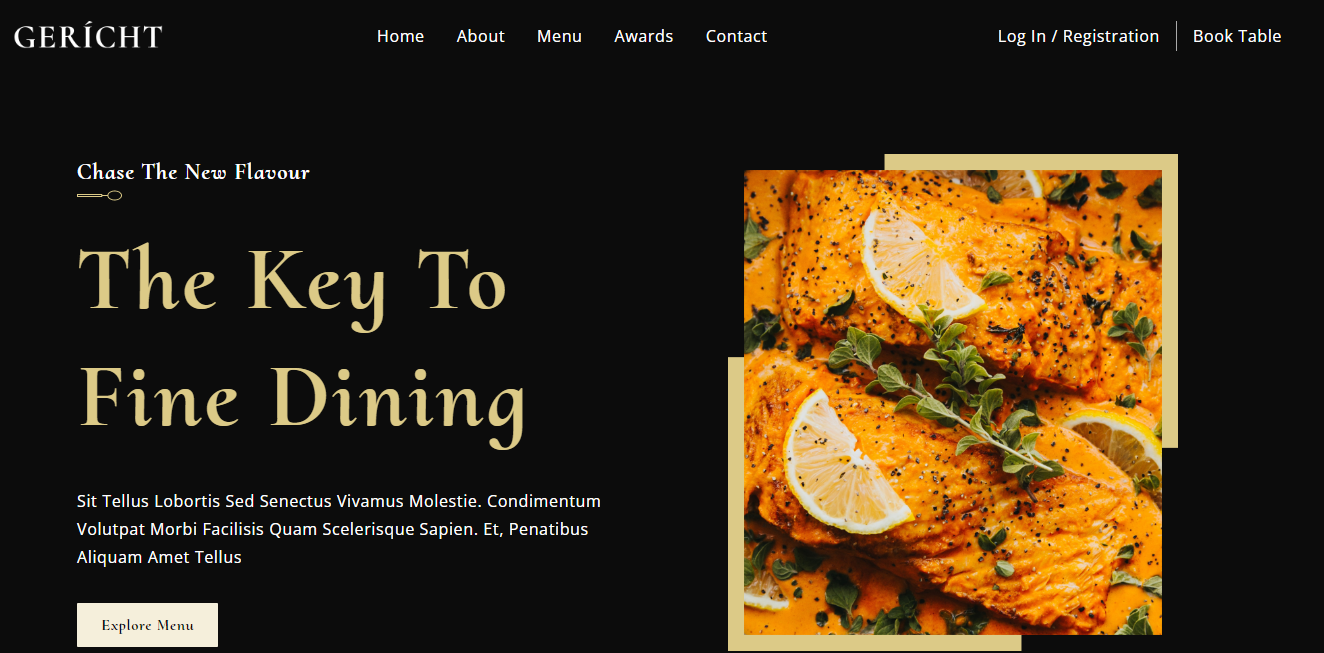 GERÍCHT
Home About Menu Awards Contact
Log In / Registration Book Table
Chase The New Flavour
The Key To
Fine Dining
Sit Tellus Lobortis Sed Senectus Vivamus Molestie. Condimentum
Volutpat Morbi Facilisis Quam Scelerisque Sapien. Et, Penatibus
Aliquam Amet Tellus
Explore Menu